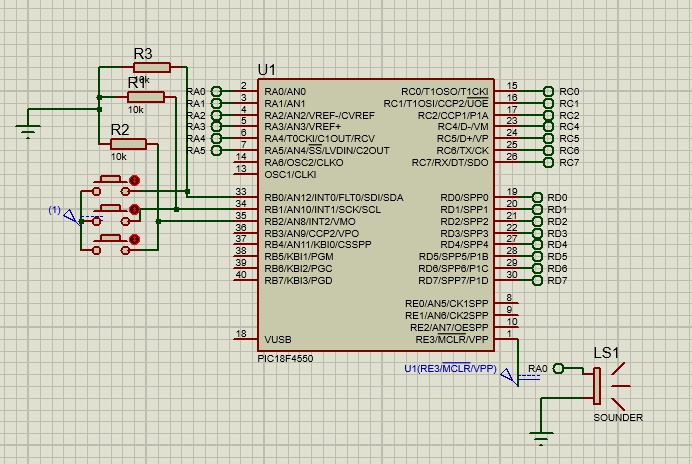 R3
10k
R1
10k
R2
10k
(1)
U1
RA0 2 RA0/AN0
RA1 3 RA1/AN1
RA2 4 RA2/AN2/VREF-/CVREF
RA3 5 RA3/AN3/VREF+
RA4 6 RA4/T0CKI/C1OUT/RCV
RA5 7 RA5/AN4/SS/LVDIN/C2OUT
14 RA6/OSC2/CLKO
13 OSC1/CLKI
33 RB0/AN12/INT0/FLT0/SDI/SDA
34 RB1/AN10/INT1/SCK/SCL
35 RB2/AN8/INT2/VMO
36 RB3/AN9/CCP2/VPO
37 RB4/AN11/KBI0/CSSPP
38 RB5/KBI1/PGM
39 RB6/KBI2/PGC
40 RB7/KBI3/PGD
18 VUSB
RC0/T1OSO/T1CKI 15 RC0
RC1/T1OSI/CCP2/UOE 16 RC1
RC2/CCP1/P1A 17 RC2
RC4/D-/VM 23 RC4
RC5/D+/VP 24 RC5
RC6/TX/CK 25 RC6
RC7/RX/DT/SDO 26 RC7
RD0/SPP0 19 RD0
RD1/SPP1 20 RD1
RD2/SPP2 21 RD2
RD3/SPP3 22 RD3
RD4/SPP4 27 RD4
RD5/SPP5/P1B 28 RD5
RD6/SPP6/P1C 29 RD6
RD7/SPP7/P1D 30 RD7
RE0/AN5/CK1SPP 8
RE1/AN6/CK2SPP 9
RE2/AN7/OESPP 10
RE3/MCLR/VPP 1
PIC18F4550
U1(RE3/MCLR/VPP)
RA0
LS1
SOUNDER